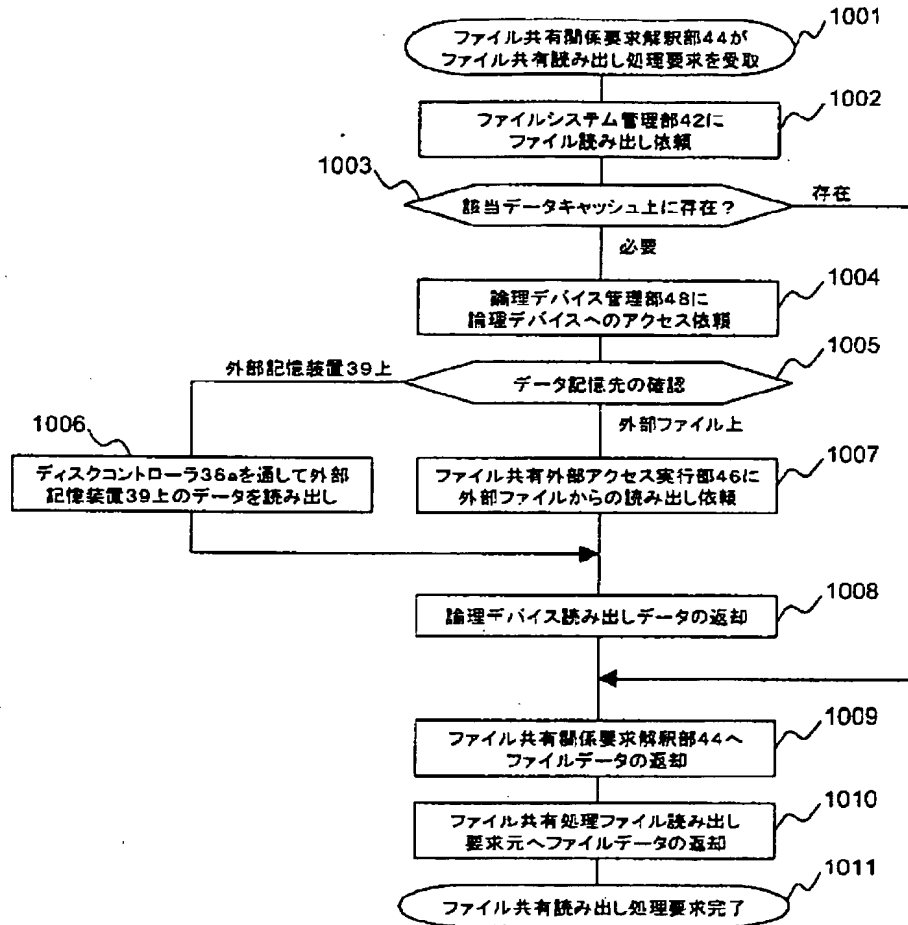 1001
ファイル共有関係要求解釈部44が
ファイル共有読み出し処理要求を受取
1002
ファイルシステム管理部42に
ファイル読み出し依頼
1003
該当データキャッシュ上に存在?
存在
必要
1004
論理デバイス管理部48に
論理デバイスへのアクセス依頼
1005
外部記憶装置39上
データ記憶先の確認
外部ファイル上
1006
ディスクコントローラ36aを通して外部
記憶装置39上のデータを読み出し
1007
ファイル共有外部アクセス実行部46に
外部ファイルからの読み出し依頼
1008
論理デバイス読み出しデータの返却
1009
ファイル共有関係要求解釈部44へ
ファイルデータの返却
1010
ファイル共有処理ファイル読み出し
要求元へファイルデータの返却
1011
ファイル共有読み出し処理要求完了